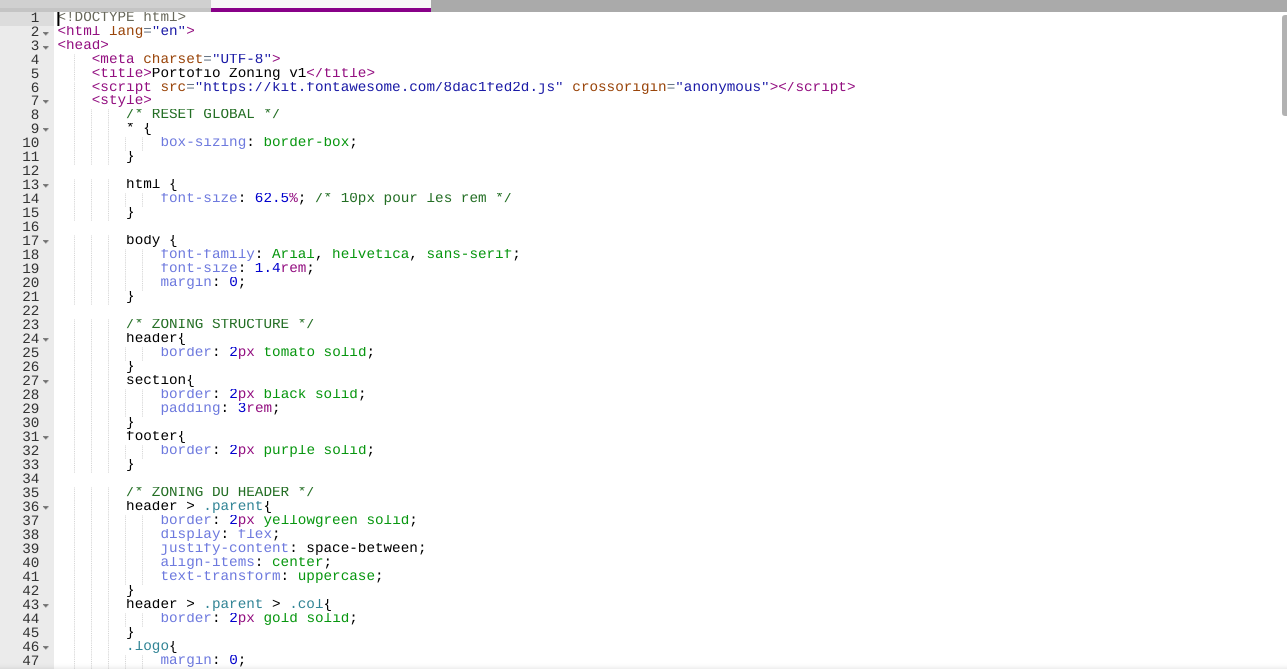 1 <!DOCTYPE html>
2 <html lang="en">
3 <head>
4 <meta charset="UTF-8">
5 <title>Portofio Zoning v1</title>
6 <script src="https://kit.fontawesome.com/8dac1fed2d.js" crossorigin="anonymous"></script>
7 <style>
8 /* RESET GLOBAL */
9 * {
10 box-sizing: border-box;
11 }
12
13 html {
14 font-size: 62.5%; /* 10px pour les rem */
15 }
16
17 body {
18 font-family: Arial, helvetica, sans-serif;
19 font-size: 1.4rem;
20 margin: 0;
21 }
22
23 /* ZONING STRUCTURE */
24 header{
25 border: 2px tomato solid;
26 }
27 section{
28 border: 2px black solid;
29 padding: 3rem;
30 }
31 footer{
32 border: 2px purple solid;
33 }
34
35 /* ZONING DU HEADER */
36 header > .parent{
37 border: 2px yellowgreen solid;
38 display: flex;
39 justify-content: space-between;
40 align-items: center;
41 text-transform: uppercase;
42 }
43 header > .parent > .col{
44 border: 2px gold solid;
45 }
46 .logo{
47 margin: 0;